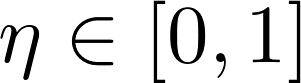 η ∈ [0, 1]